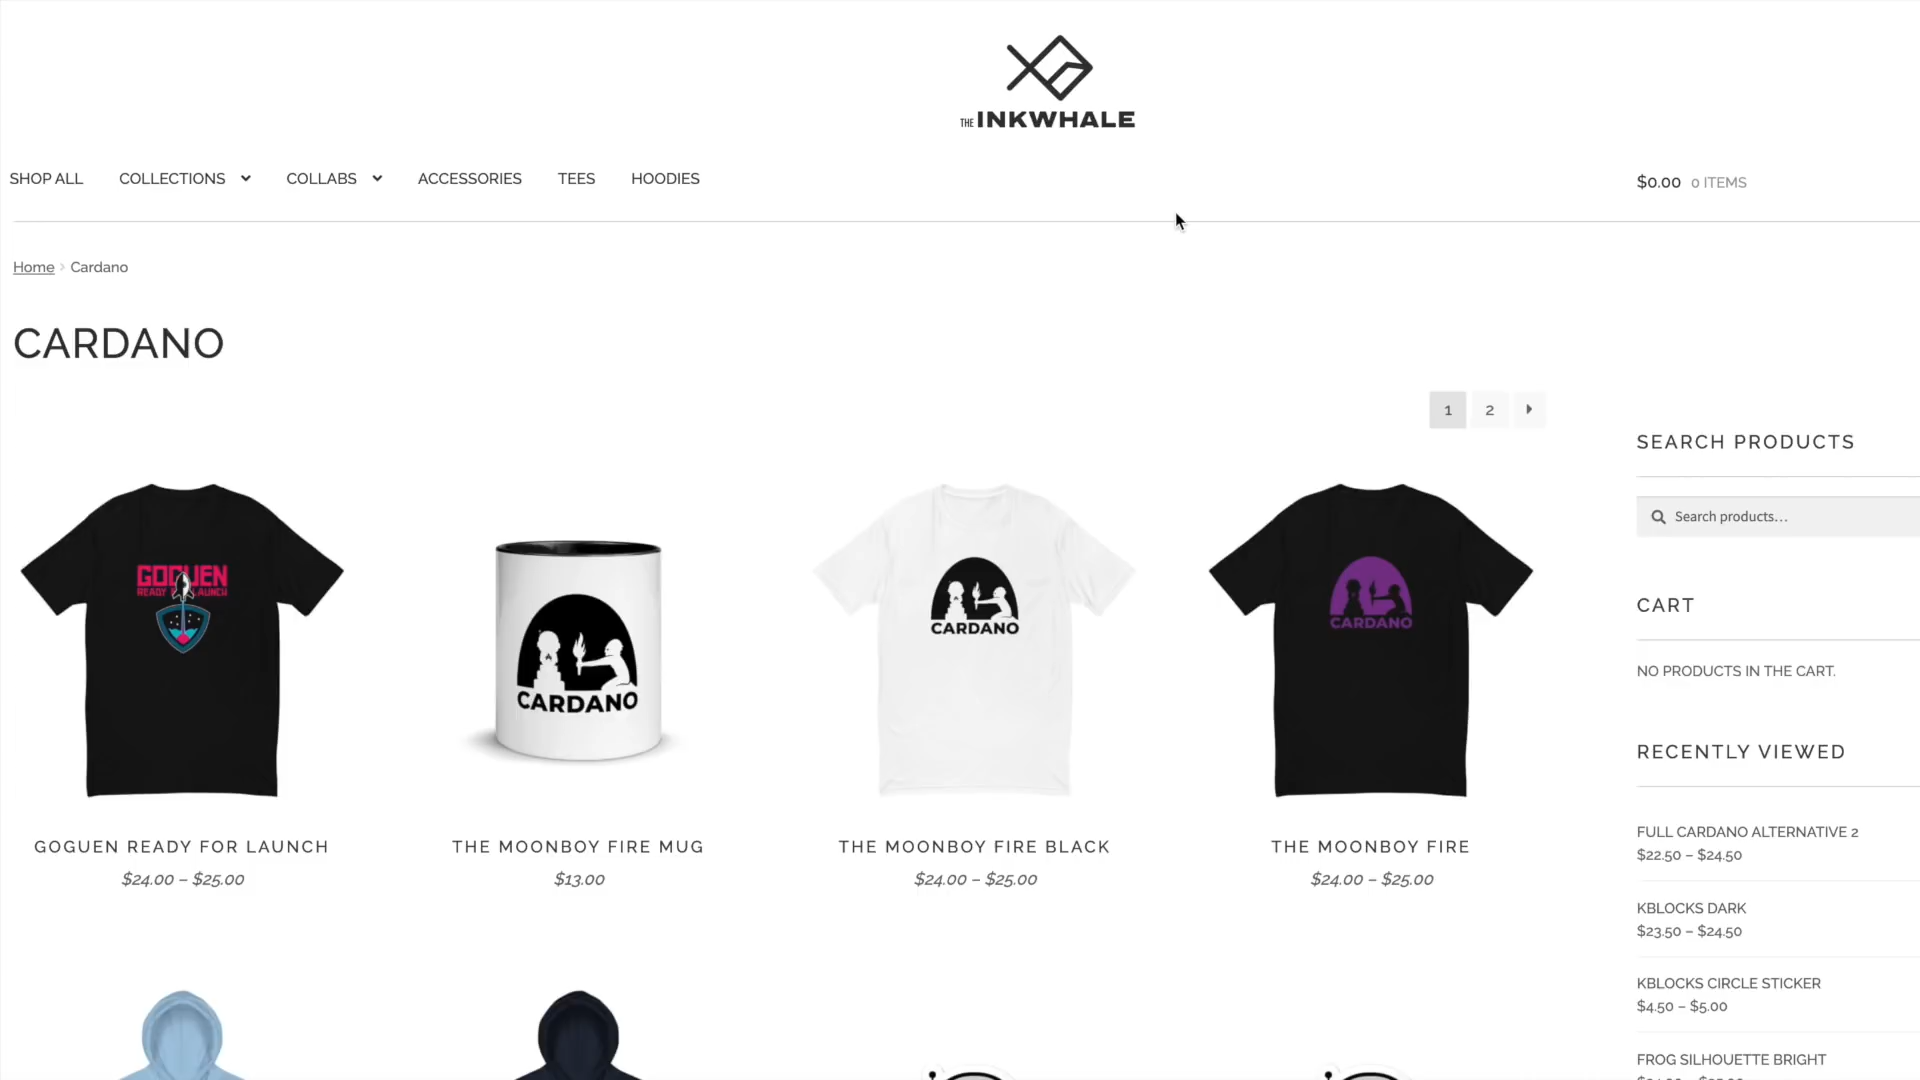 THE INKWHALE
SHOP ALL COLLECTIONS COLLABS ACCESSORIES TEES HOODIES
$0.00 0 ITEMS
Home Cardano
CARDANO
1 2
SEARCH PRODUCTS
Search products...
CART
NO PRODUCTS IN THE CART.
RECENTLY VIEWED
FULL CARDANO ALTERNATIVE 2
$22.50 – $24.50
KBLOCKS DARK
$23.50 – $24.50
KBLOCKS CIRCLE STICKER
$4.50 – $5.00
FROG SILHOUETTE BRIGHT
GOGUEN
READY LAUNCH
CARDANO
CARDANO
CARDANO
GOGUEN READY FOR LAUNCH
$24.00 – $25.00
THE MOONBOY FIRE MUG
$13.00
THE MOONBOY FIRE BLACK
$24.00 – $25.00
THE MOONBOY FIRE
$24.00 – $25.00